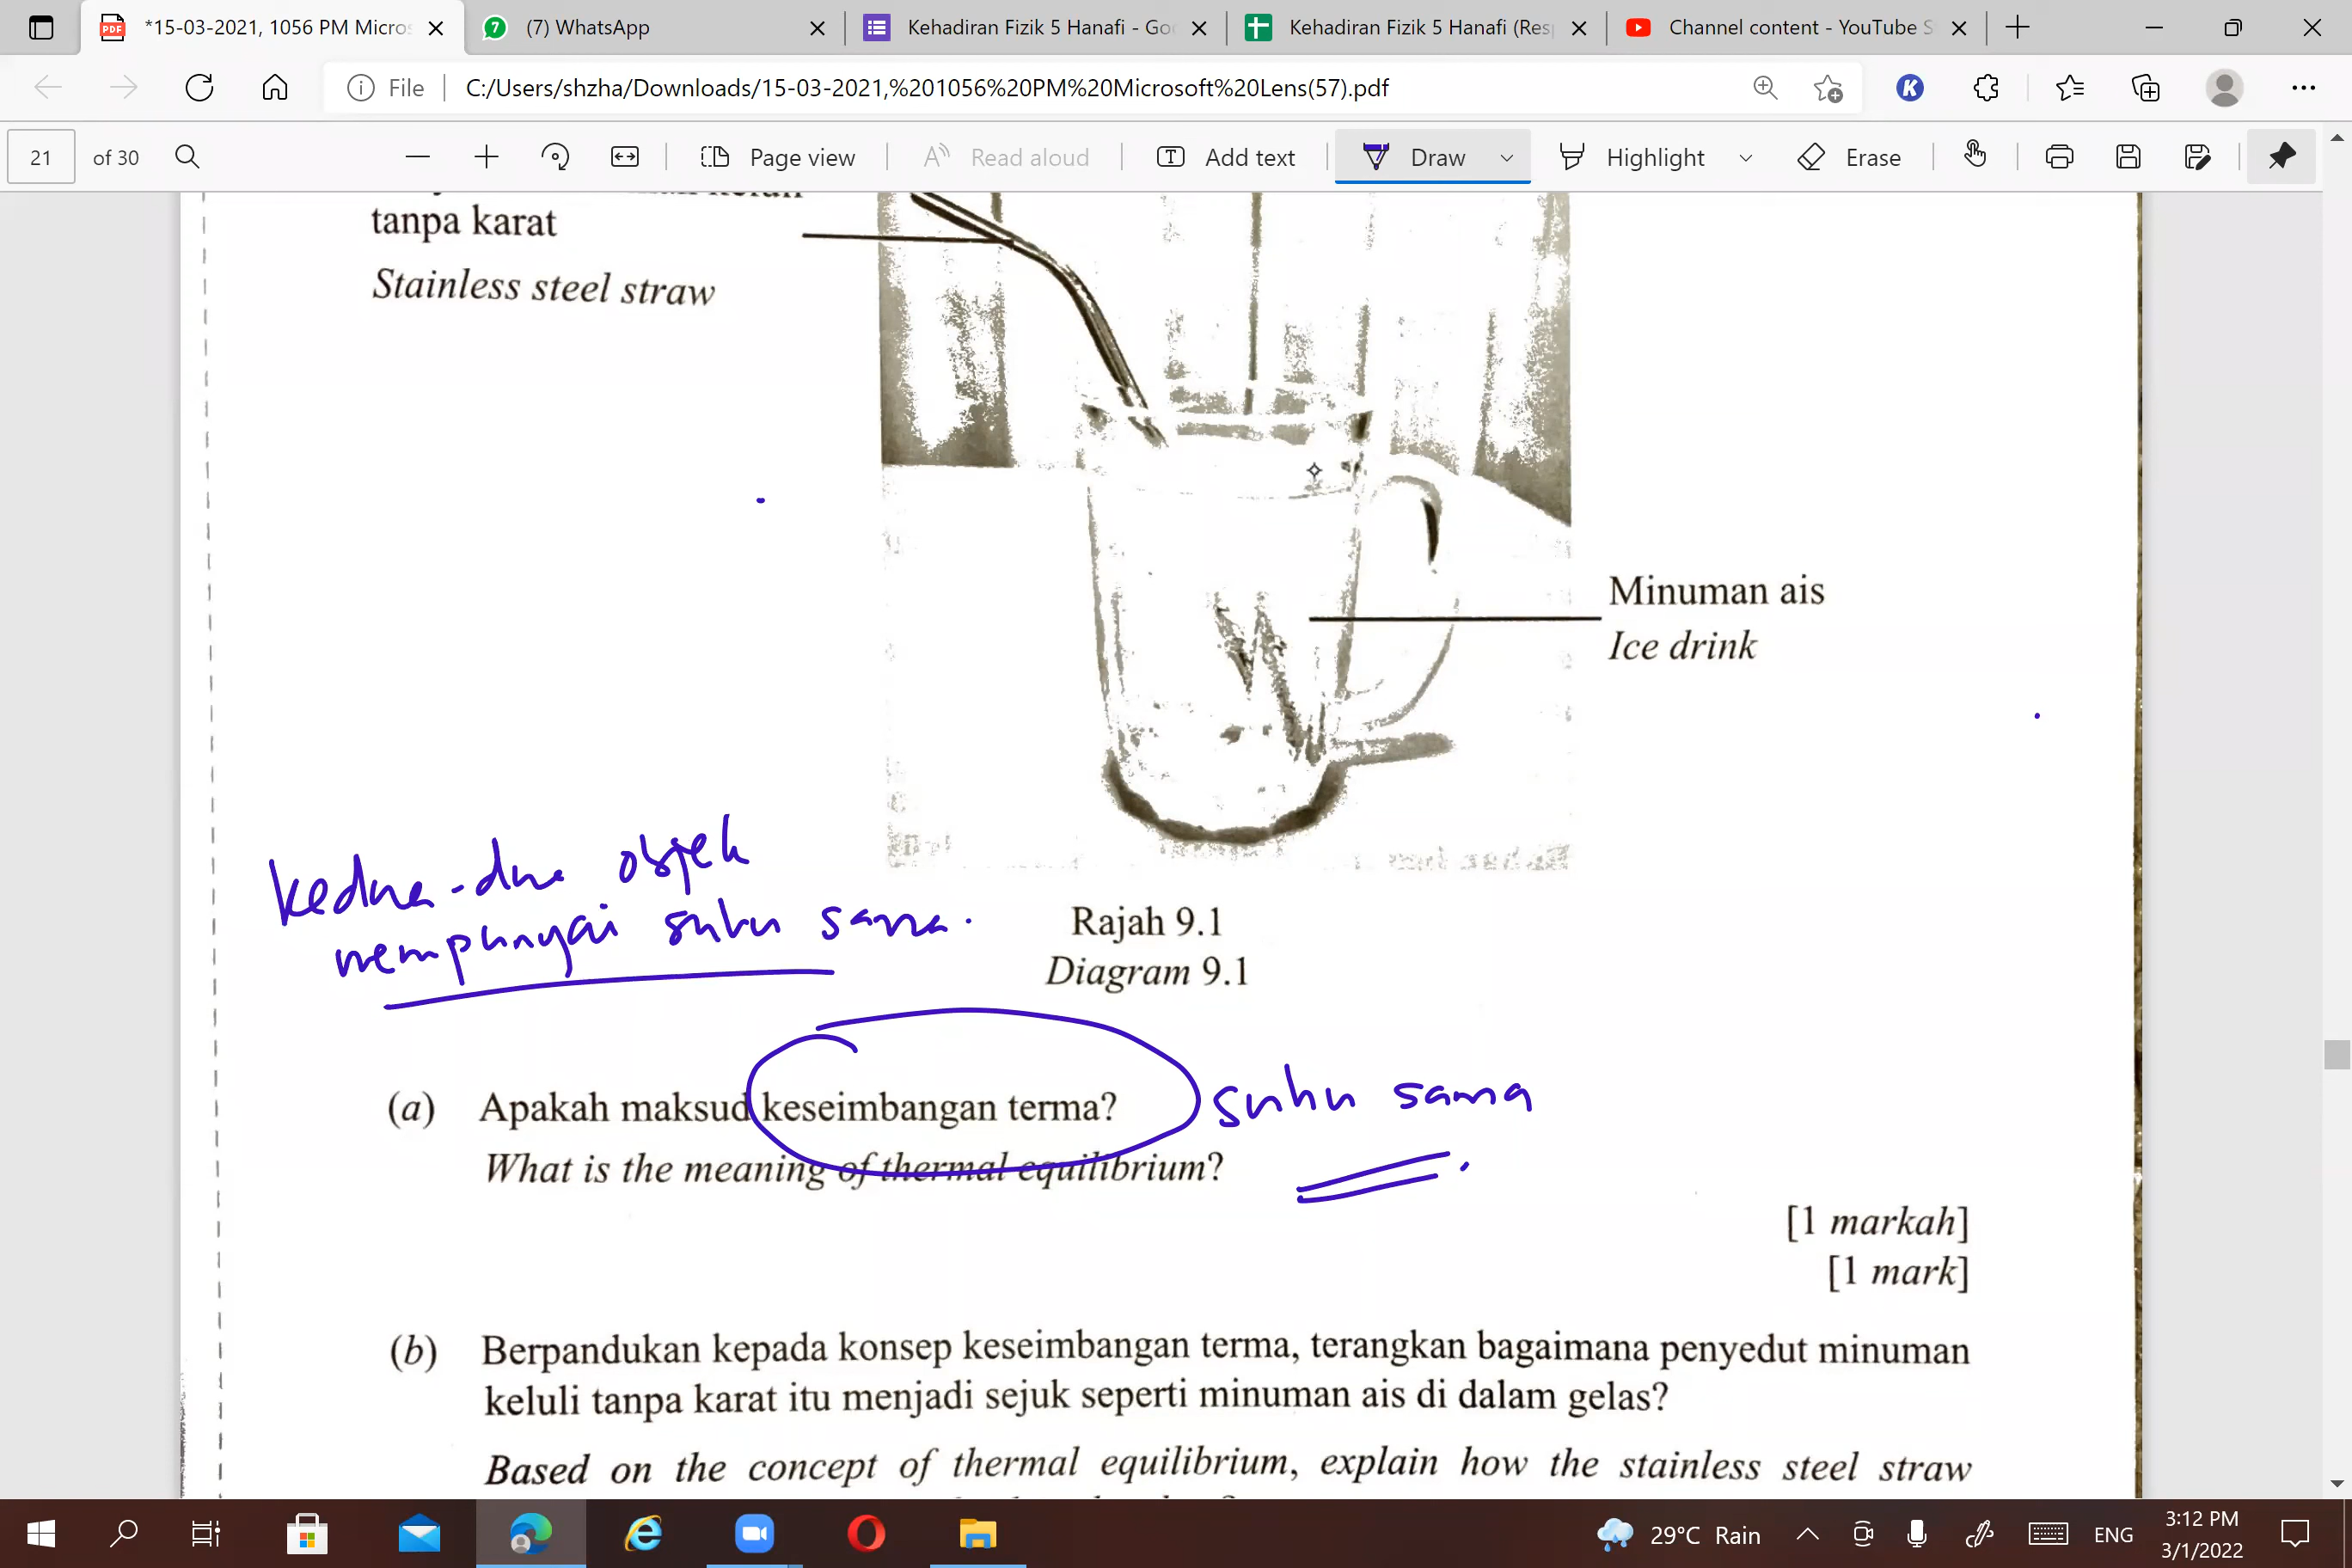 *15-03-2021, 1056 PM Micros
(7) WhatsApp
Kehadiran Fizik 5 Hanafi - Goo
Kehadiran Fizik 5 Hanafi (Resp
Channel content - YouTube S
File
C:/Users/shzha/Downloads/15-03-2021,%201056%20PM%20Microsoft%20Lens(57).pdf
21 of 30
Page view
Read aloud
Add text
Draw
Highlight
Erase
tanpa karat
Stainless steel straw
Minuman ais
Ice drink
kedua-dua objek
mempunyai suhu sama.
Rajah 9.1
Diagram 9.1
(a) Apakah maksud keseimbangan terma?
suhu sama
What is the meaning of thermal equilibrium?
[1 markah]
[1 mark]
(b) Berpandukan kepada konsep keseimbangan terma, terangkan bagaimana penyedut minuman
keluli tanpa karat itu menjadi sejuk seperti minuman ais di dalam gelas?
Based on the concept of thermal equilibrium, explain how the stainless steel straw
29°C Rain
ENG
3:12 PM
3/1/2022